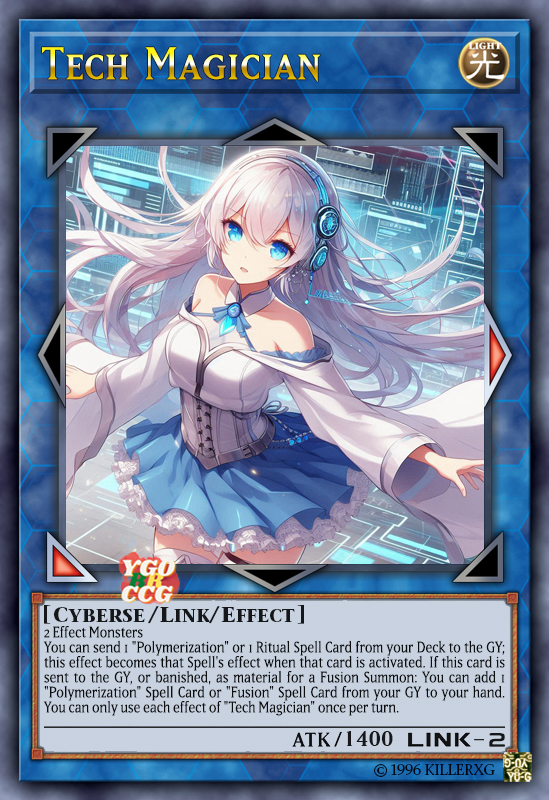 TECH MAGICIAN
LIGHT
光
YGO
RR
CCG
[CYBERSE/LINK/EFFECT]
2 Effect Monsters
You can send 1 "Polymerization" or 1 Ritual Spell Card from your Deck to the GY;
this effect becomes that Spell's effect when that card is activated. If this card is
sent to the GY, or banished, as material for a Fusion Summon: You can add 1
"Polymerization" Spell Card or "Fusion" Spell Card from your GY to your hand.
You can only use each effect of "Tech Magician" once per turn.
ATK/1400 LINK-2
© 1996 KILLERXG